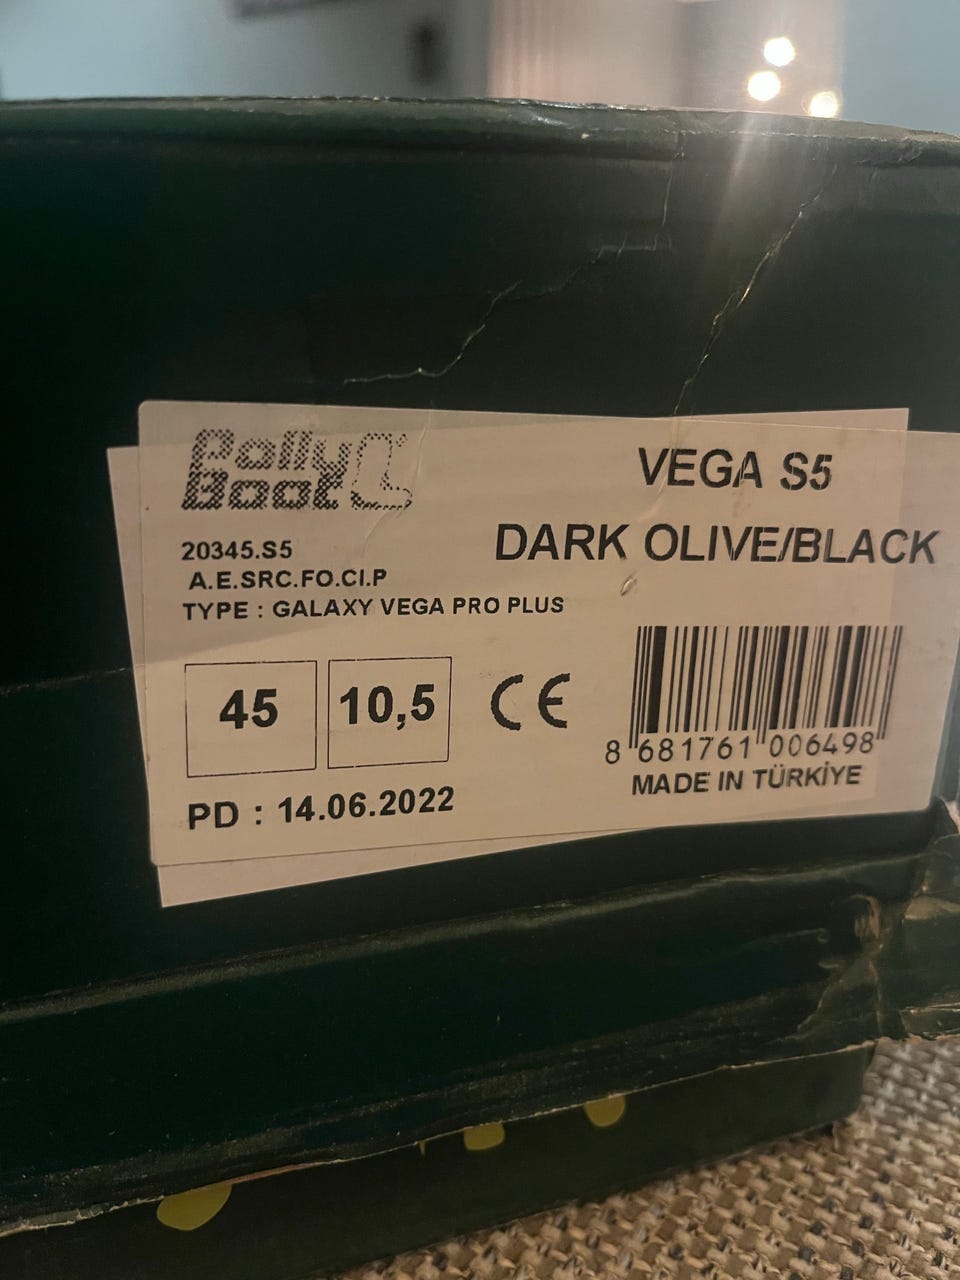 Polly
Boot
VEGA S5
DARK OLIVE/BLACK
20345.S5
A.E.SRC.FO.CI.P
TYPE : GALAXY VEGA PRO PLUS
45
10,5
CE
8 681761 006498
MADE IN TÜRKİYE
PD : 14.06.2022